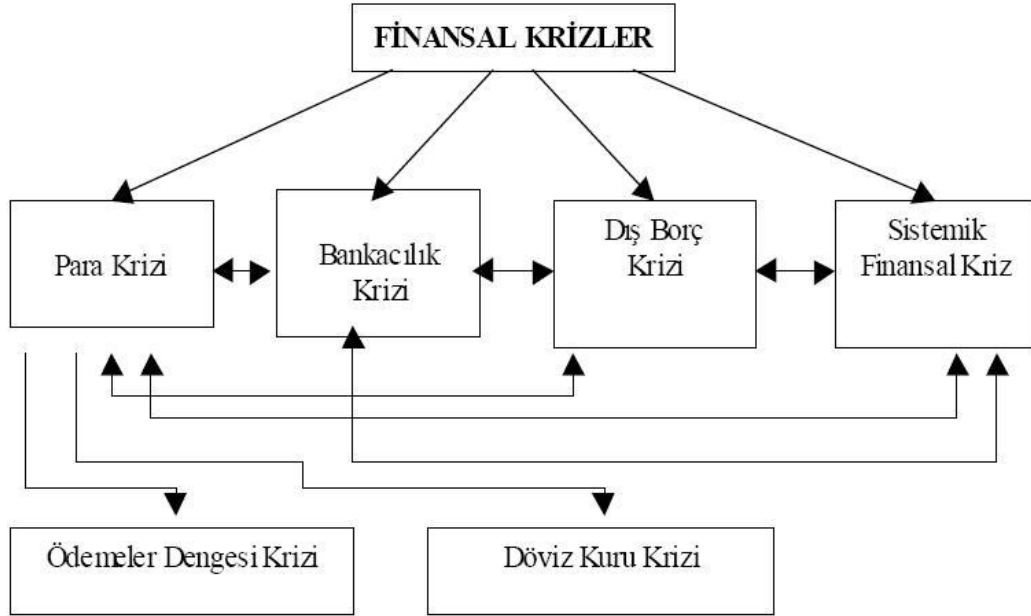 FİNANSAL KRİZLER
Para Krizi
Bankacılık
Krizi
Dış Borç
Krizi
Sistemik
Finansal Kriz
Ödemeler Dengesi Krizi
Döviz Kuru Krizi